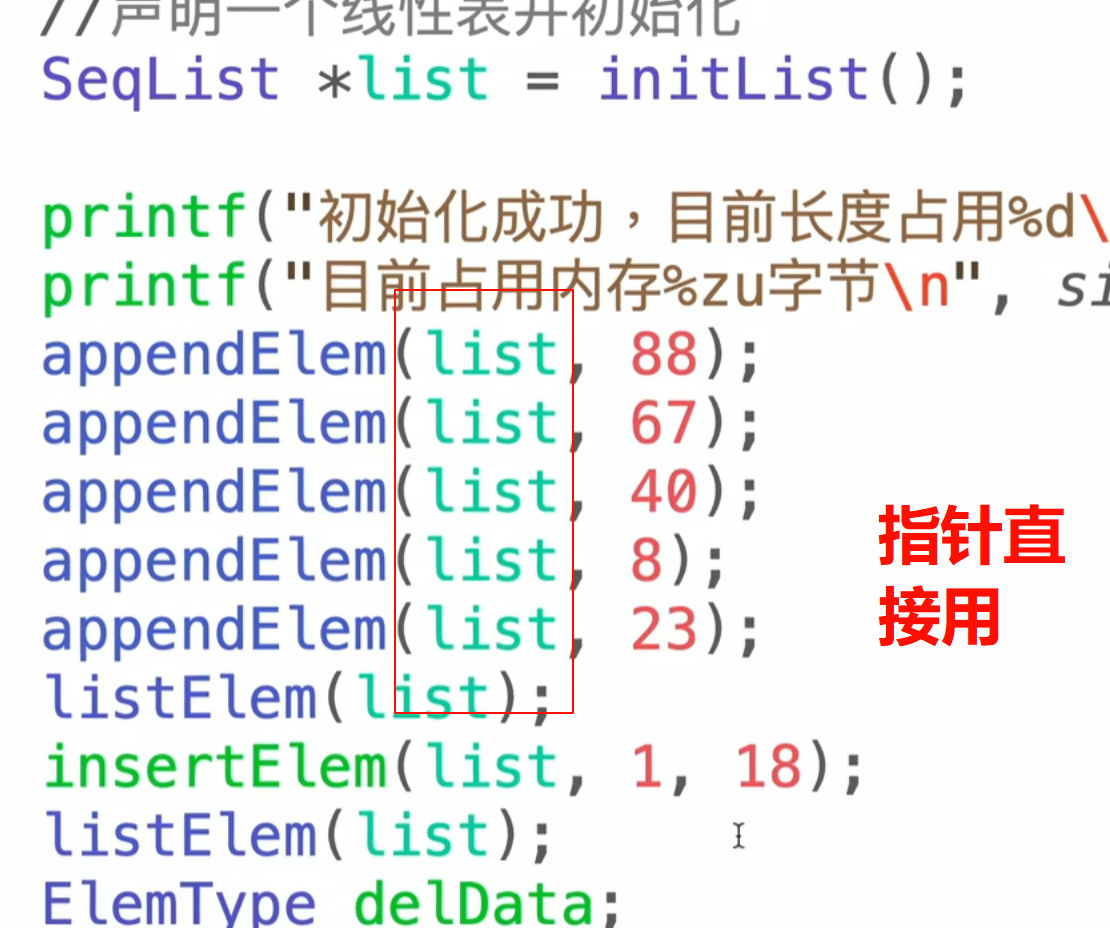 //声明一个线性表并初始化
SeqList *list = initList();
printf("初始化成功，目前长度占用%d\
printf("目前占用内存%zu字节\n", si
appendElem(list, 88);
appendElem(list, 67);
appendElem(list, 40);
appendElem(list, 8);
appendElem(list, 23);
指针直
接用
listElem(list);
insertElem(list, 1, 18);
listElem(list);
ElemType delData;